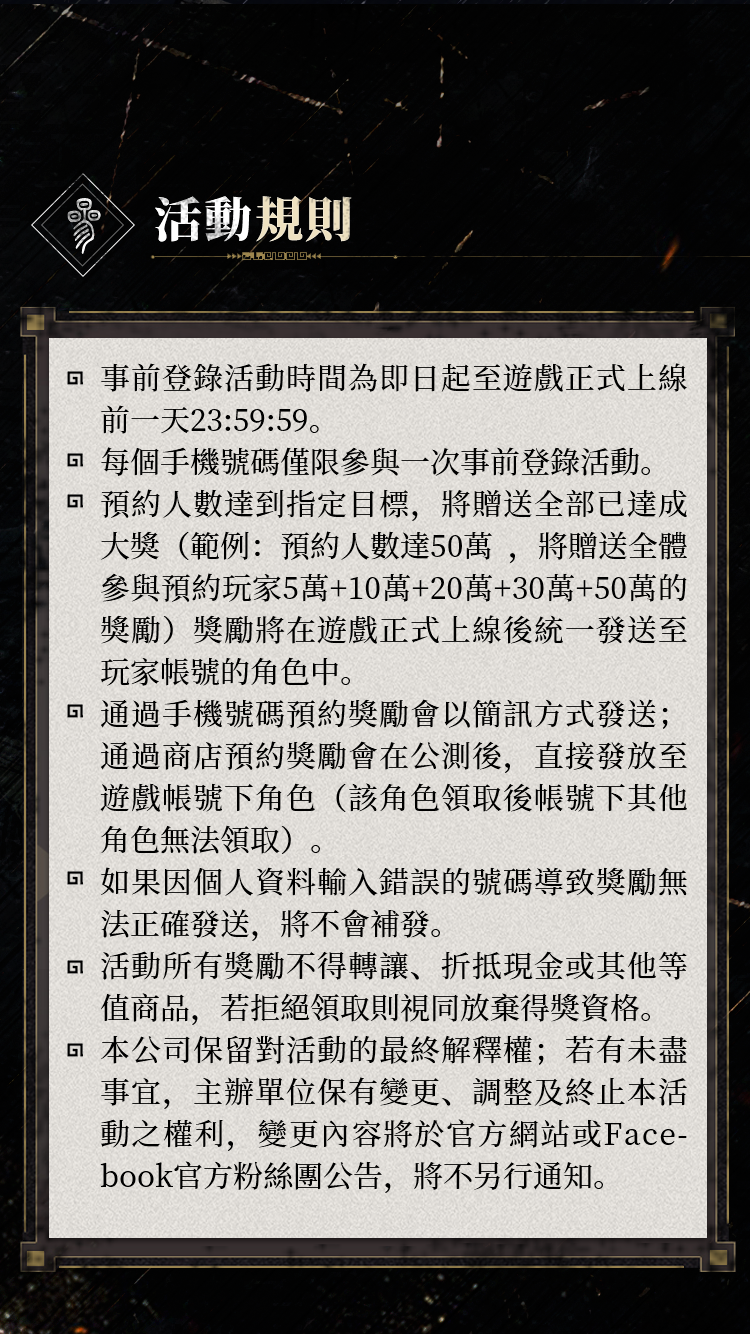 活動規則
事前登錄活動時間為即日起至遊戲正式上線
前一天23:59:59。
每個手機號碼僅限參與一次事前登錄活動。
預約人數達到指定目標，將贈送全部已達成
大獎（範例：預約人數達50萬 ，將贈送全體
參與預約玩家5萬+10萬+20萬+30萬+50萬的
獎勵）獎勵將在遊戲正式上線後統一發送至
玩家帳號的角色中。
通過手機號碼預約獎勵會以簡訊方式發送；
通過商店預約獎勵會在公測後，直接發放至
遊戲帳號下角色（該角色領取後帳號下其他
角色無法領取）。
如果因個人資料輸入錯誤的號碼導致獎勵無
法正確發送，將不會補發。
活動所有獎勵不得轉讓、折抵現金或其他等
值商品，若拒絕領取則視同放棄得獎資格。
本公司保留對活動的最終解釋權；若有未盡
事宜，主辦單位保有變更、調整及終止本活
動之權利，變更內容將於官方網站或Face-
book官方粉絲團公告，將不另行通知。